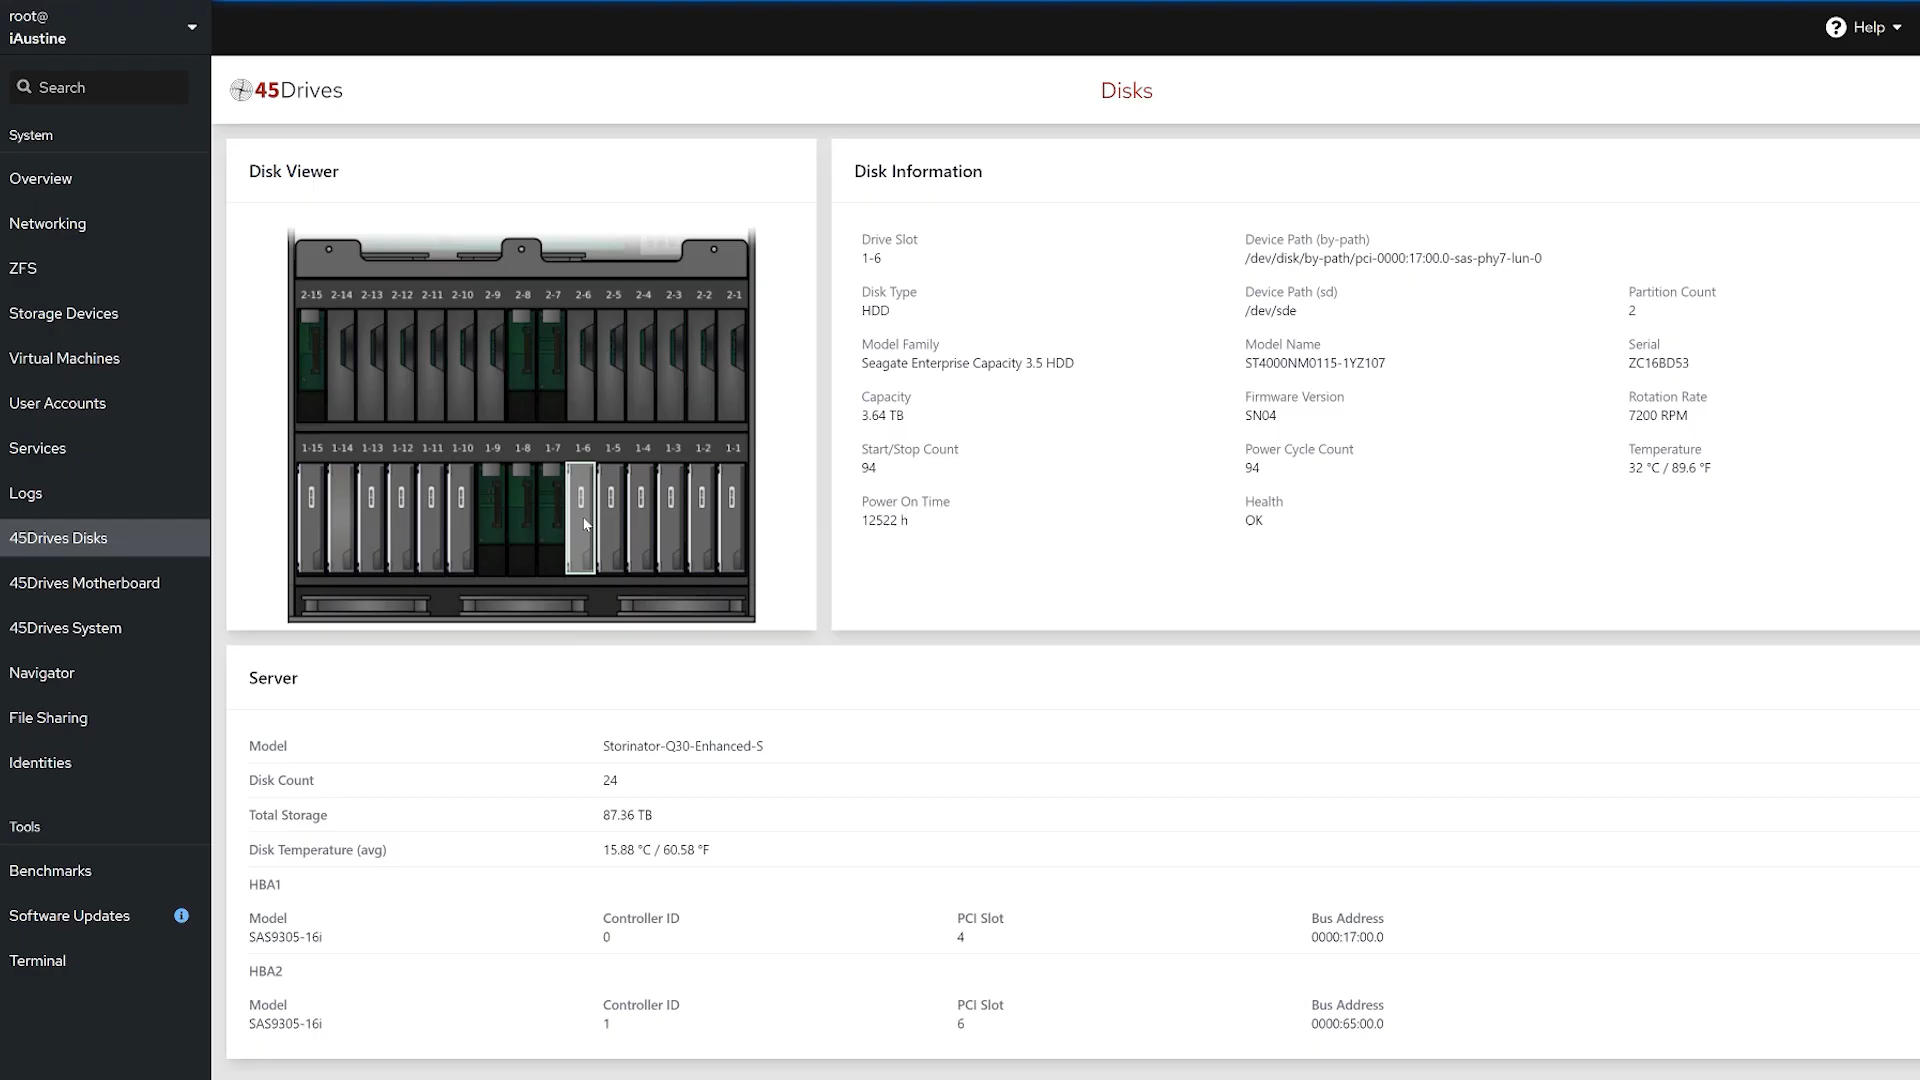 root@
iAustine
Help
Search
System
Overview
Networking
ZFS
Storage Devices
Virtual Machines
User Accounts
Services
Logs
45Drives Disks
45Drives Motherboard
45Drives System
Navigator
File Sharing
Identities
Tools
Benchmarks
Software Updates
Terminal
45Drives
Disks
Disk Viewer
2-15 2-14 2-13 2-12 2-11 2-10 2-9 2-8 2-7 2-6 2-5 2-4 2-3 2-2 2-1
1-15 1-14 1-13 1-12 1-11 1-10 1-9 1-8 1-7 1-6 1-5 1-4 1-3 1-2 1-1
Disk Information
Drive Slot Device Path (by-path)
1-6 /dev/disk/by-path/pci-0000:17:00.0-sas-phy7-lun-0
Disk Type Device Path (sd) Partition Count
HDD /dev/sde 2
Model Family Model Name Serial
Seagate Enterprise Capacity 3.5 HDD ST4000NM0115-1YZ107 ZC16BD53
Capacity Firmware Version Rotation Rate
3.64 TB SN04 7200 RPM
Start/Stop Count Power Cycle Count Temperature
94 94 32 °C / 89.6 °F
Power On Time Health
12522 h OK
Server
Model Storinator-Q30-Enhanced-S
Disk Count 24
Total Storage 87.36 TB
Disk Temperature (avg) 15.88 °C / 60.58 °F
HBA1
Model Controller ID PCI Slot Bus Address
SAS9305-16i 0 4 0000:17:00.0
HBA2
Model Controller ID PCI Slot Bus Address
SAS9305-16i 1 6 0000:65:00.0